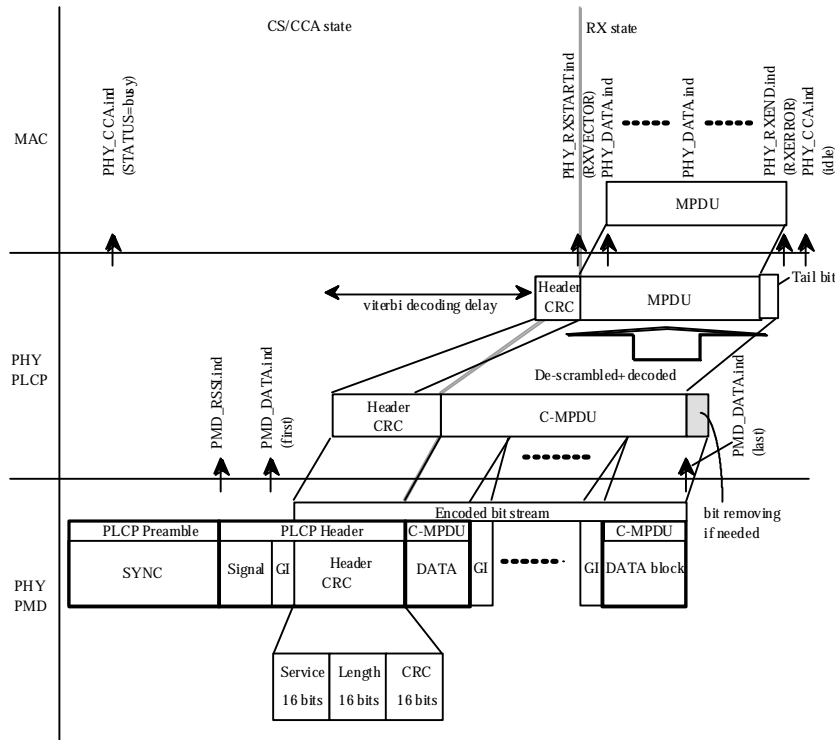 CS/CCA state
RX state
MAC
PHY_CCA.ind
(STATUS=busy)
PHY_RXSTART.ind
(RXVECTOR)
PHY_DATA.ind
PHY_DATA.ind
PHY_RXEND.ind
(RXERROR)
PHY_CCA.ind
(idle)
MPDU
PHY
PLCP
viterbi decoding delay
Header
CRC
MPDU
Tail bit
De-scrambled+decoded
PMD_RSSI.ind
PMD_DATA.ind
(first)
Header
CRC
C-MPDU
PMD_DATA.ind
(last)
bit removing
if needed
PHY
PMD
Encoded bit stream
PLCP Preamble
PLCP Header
C-MPDU
C-MPDU
SYNC
Signal
GI
Header
CRC
DATA
GI
GI
DATA block
Service
16 bits
Length
16 bits
CRC
16 bits